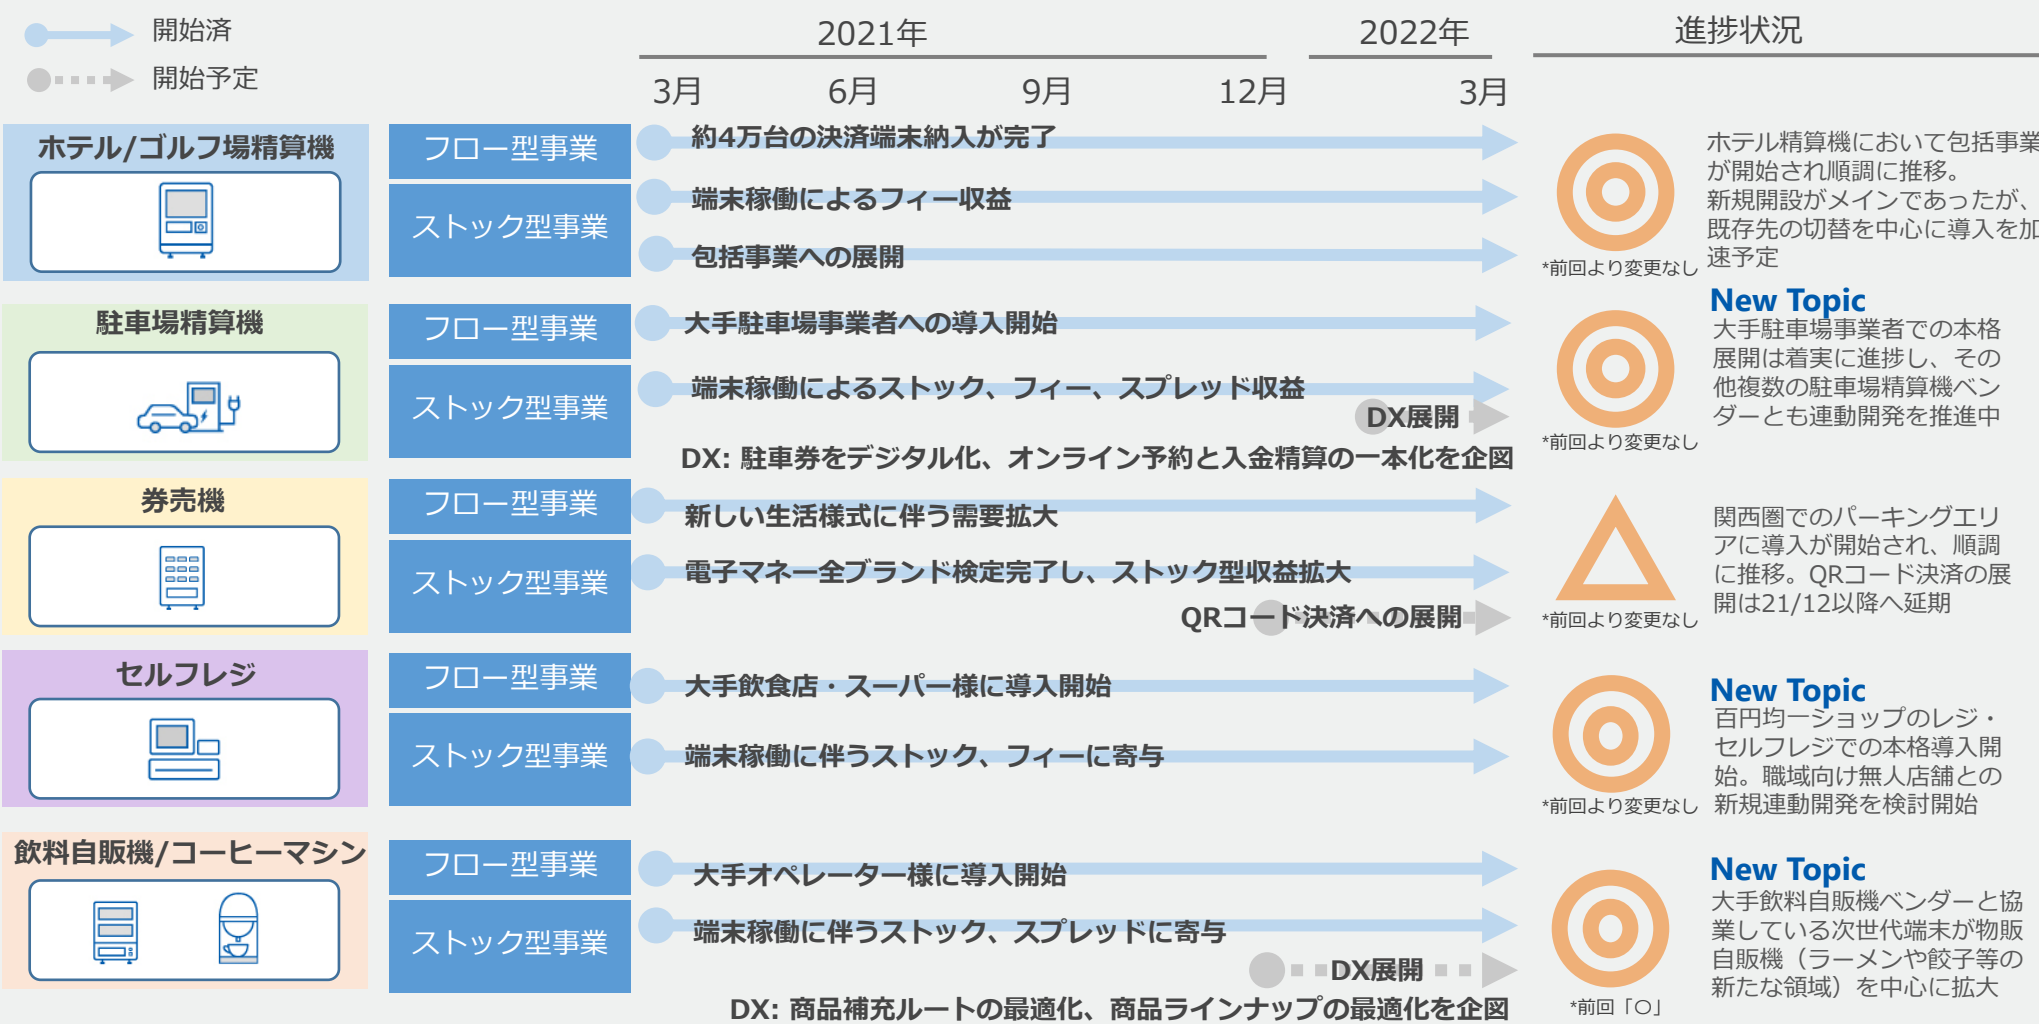 開始済
開始予定
2021年
2022年
進捗状況
3月
6月
9月
12月
3月
ホテル/ゴルフ場精算機
フロー型事業
約4万台の決済端末納入が完了
ストック型事業
端末稼働によるフィー収益
包括事業への展開
*前回より変更なし
ホテル精算機において包括事業
が開始され順調に推移。
新規開設がメインであったが、
既存先の切替を中心に導入を加
速予定
駐車場精算機
フロー型事業
大手駐車場事業者への導入開始
ストック型事業
端末稼働によるストック、フィー、スプレッド収益
DX展開
DX: 駐車券をデジタル化、オンライン予約と入金精算の一本化を企図
*前回より変更なし
New Topic
大手駐車場事業者での本格
展開は着実に進捗し、その
他複数の駐車場精算機ベン
ダーとも連動開発を推進中
券売機
フロー型事業
新しい生活様式に伴う需要拡大
ストック型事業
電子マネー全ブランド検定完了し、ストック型収益拡大
QRコード決済への展開
*前回より変更なし
関西圏でのパーキングエリ
アに導入が開始され、順調
に推移。QRコード決済の展
開は21/12以降へ延期
セルフレジ
フロー型事業
大手飲食店・スーパー様に導入開始
ストック型事業
端末稼働に伴うストック、フィーに寄与
*前回より変更なし
New Topic
百円均一ショップのレジ・
セルフレジでの本格導入開
始。職域向け無人店舗との
新規連動開発を検討開始
飲料自販機/コーヒーマシン
フロー型事業
大手オペレーター様に導入開始
ストック型事業
端末稼働に伴うストック、スプレッドに寄与
DX展開
DX: 商品補充ルートの最適化、商品ラインナップの最適化を企図
*前回「〇」
New Topic
大手飲料自販機ベンダーと協
業している次世代端末が物販
自販機（ラーメンや餃子等の
新たな領域）を中心に拡大